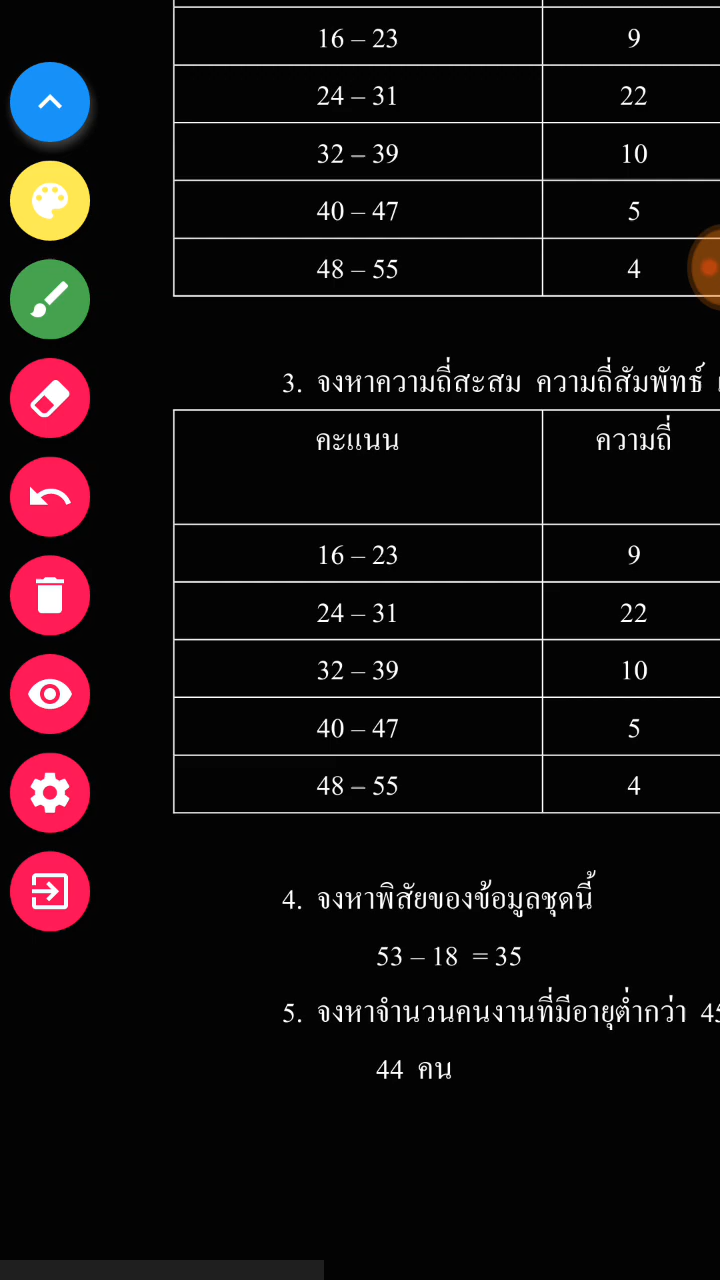 16 – 23 9
24 – 31 22
32 – 39 10
40 – 47 5
48 – 55 4
3. จงหาความถี่สะสม ความถี่สัมพัทธ์
คะแนน ความถี่
16 – 23 9
24 – 31 22
32 – 39 10
40 – 47 5
48 – 55 4
4. จงหาพิสัยของข้อมูลชุดนี้
53 – 18 = 35
5. จงหาจำนวนคนงานที่มีอายุต่ำกว่า 45
44 คน